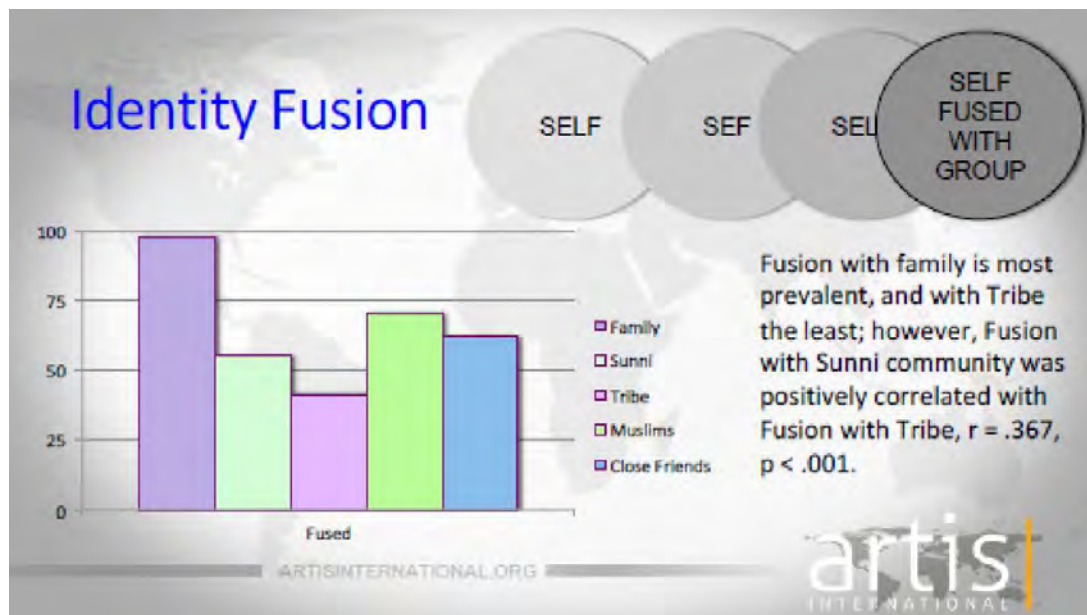 Identity Fusion
SELF
SEF
SEL
SELF
FUSED
WITH
GROUP
100
75
50
25
0
Fused
Family
Sunni
Tribe
Muslims
Close Friends
Fusion with family is most
prevalent, and with Tribe
the least; however, Fusion
with Sunni community was
positively correlated with
Fusion with Tribe, r = .367,
p < .001.
ARTISINTERNATIONAL.ORG
artis
INTERNATIONAL